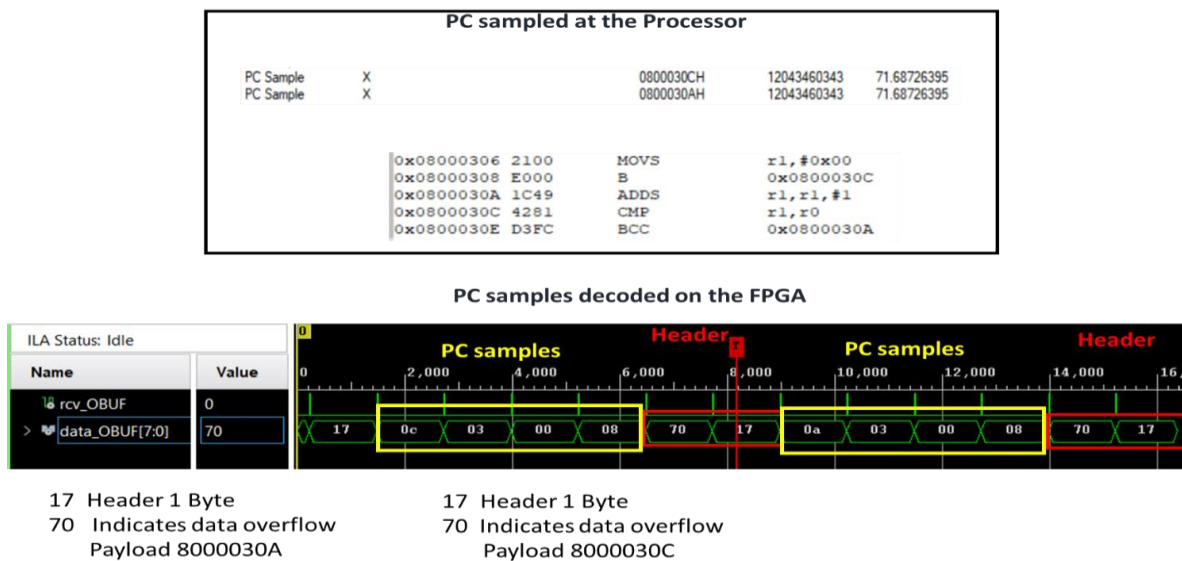 PC sampled at the Processor
PC Sample X 0800030CH 12043460343 71.68726395
PC Sample X 0800030AH 12043460343 71.68726395
0x08000306 2100 MOVS r1,#0x00
0x08000308 E000 B 0x0800030C
0x0800030A 1C49 ADDS r1,r1,#1
0x0800030C 4281 CMP r1,r0
0x0800030E D3FC BCC 0x0800030A
PC samples decoded on the FPGA
ILA Status: Idle
Name Value
rcv_OBUF 0
data_OBUF[7:0] 70
0
PC samples Header T PC samples Header
0 2,000 4,000 6,000 8,000 10,000 12,000 14,000 16,
17 0c 03 00 08 70 17 0a 03 00 08 70 17
17 Header 1 Byte
70 Indicates data overflow
Payload 8000030A
17 Header 1 Byte
70 Indicates data overflow
Payload 8000030C